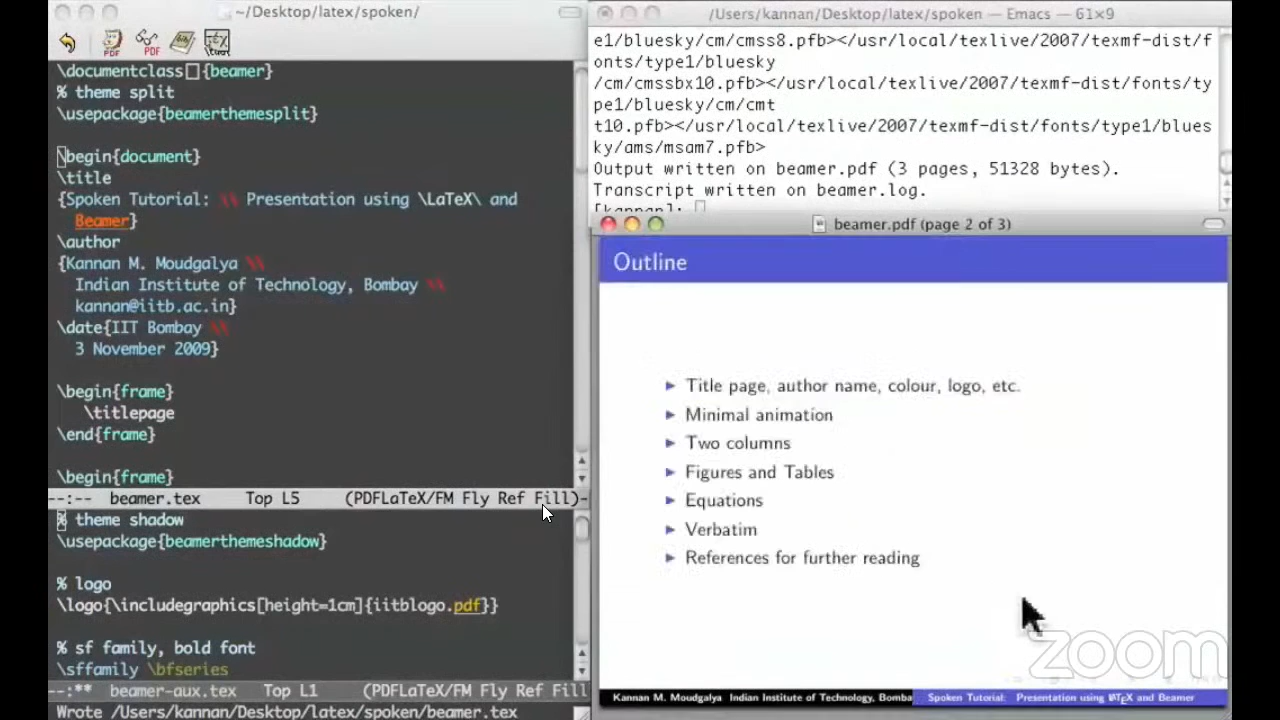 ~/Desktop/latex/spoken/
\documentclass[]{beamer}
% theme split
\usepackage{beamerthemesplit}
\begin{document}
\title
{Spoken Tutorial: \\ Presentation using \LaTeX\ and
Beamer}
\author
{Kannan M. Moudgalya \\
Indian Institute of Technology, Bombay \\
kannan@iitb.ac.in}
\date{IIT Bombay \\
3 November 2009}
\begin{frame}
\titlepage
\end{frame}
\begin{frame}
--:-- beamer.tex Top L5 (PDFLaTeX/FM Fly Ref Fill)-
% theme shadow
\usepackage{beamerthemeshadow}
% logo
\logo{\includegraphics[height=1cm]{iitblogo.pdf}}
% sf family, bold font
\sffamily \bfseries
--:** beamer-aux.tex Top L1 (PDFLaTeX/FM Fly Ref Fill
Wrote /Users/kannan/Desktop/latex/spoken/beamer.tex
/Users/kannan/Desktop/latex/spoken — Emacs — 61×9
e1/bluesky/cm/cmss8.pfb></usr/local/texlive/2007/texmf-dist/f
onts/type1/bluesky
/cm/cmssbx10.pfb></usr/local/texlive/2007/texmf-dist/fonts/ty
pe1/bluesky/cm/cmt
t10.pfb></usr/local/texlive/2007/texmf-dist/fonts/type1/blues
ky/ams/msam7.pfb>
Output written on beamer.pdf (3 pages, 51328 bytes).
Transcript written on beamer.log.
[kannan]:
beamer.pdf (page 2 of 3)
Outline
Title page, author name, colour, logo, etc.
Minimal animation
Two columns
Figures and Tables
Equations
Verbatim
References for further reading
zoom
Kannan M. Moudgalya Indian Institute of Technology, Bomba Spoken Tutorial: Presentation using LATEX and Beamer